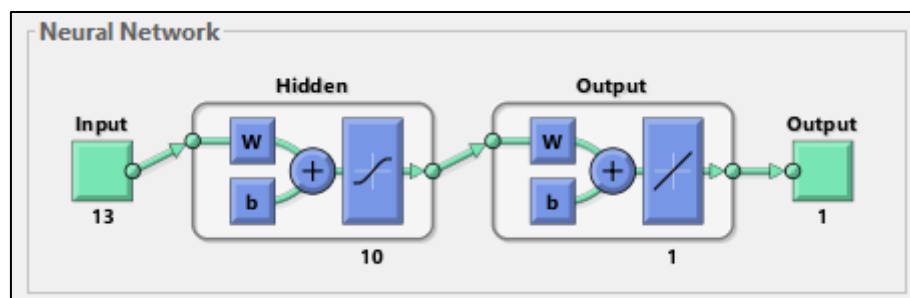 Neural Network
Hidden
Output
Input
Output
W
W
+
+
b
b
13
1
10
1